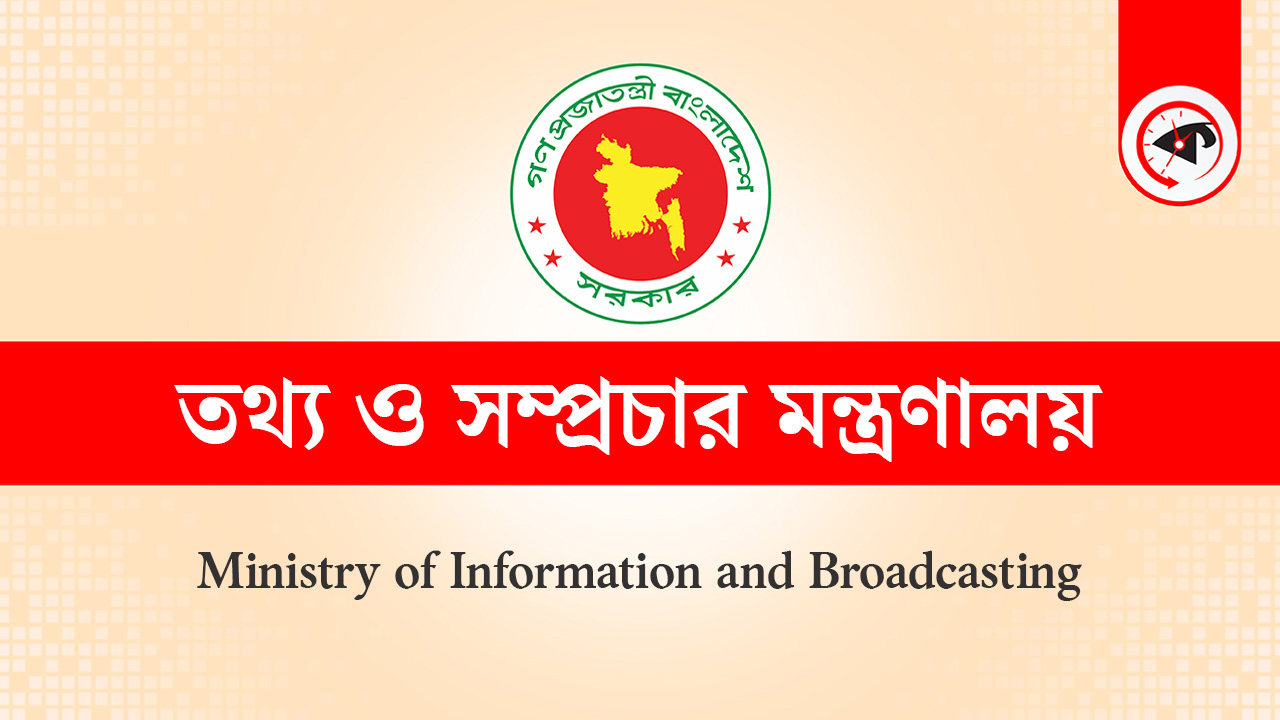 গণপ্রজাতন্ত্রী বাংলাদেশ
সরকার
তথ্য ও সম্প্রচার মন্ত্রণালয়
Ministry of Information and Broadcasting